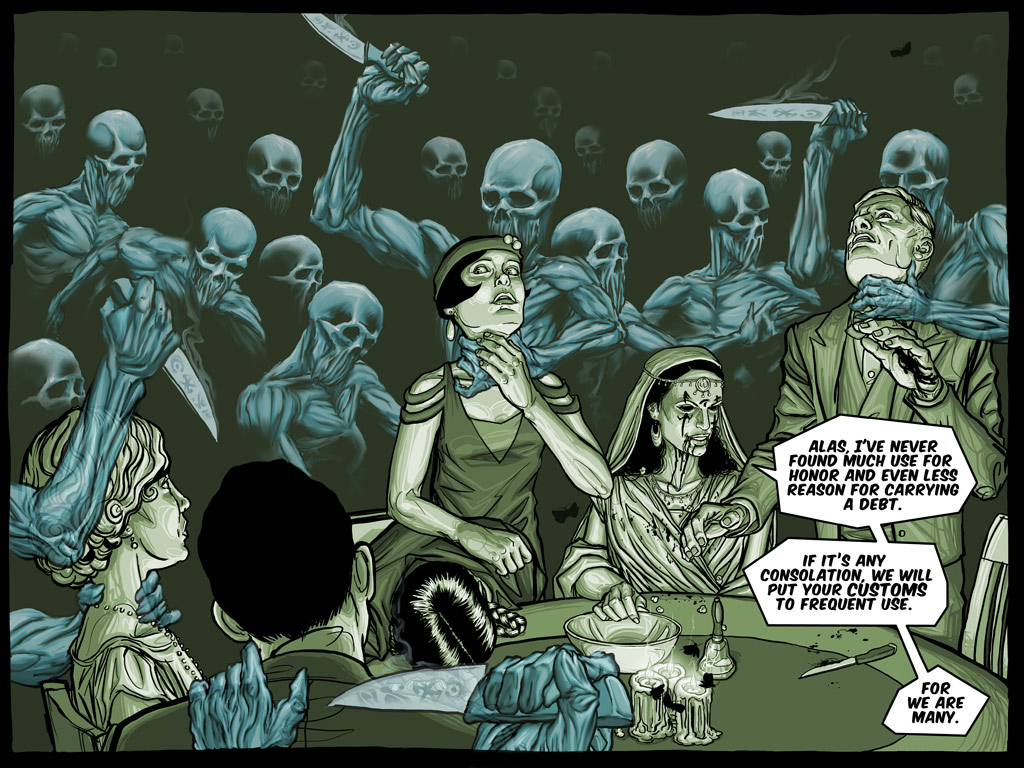 ALAS, I'VE NEVER
FOUND MUCH USE FOR
HONOR AND EVEN LESS
REASON FOR CARRYING
A DEBT.
IF IT'S ANY
CONSOLATION, WE WILL
PUT YOUR CUSTOMS
TO FREQUENT USE.
FOR
WE ARE
MANY.